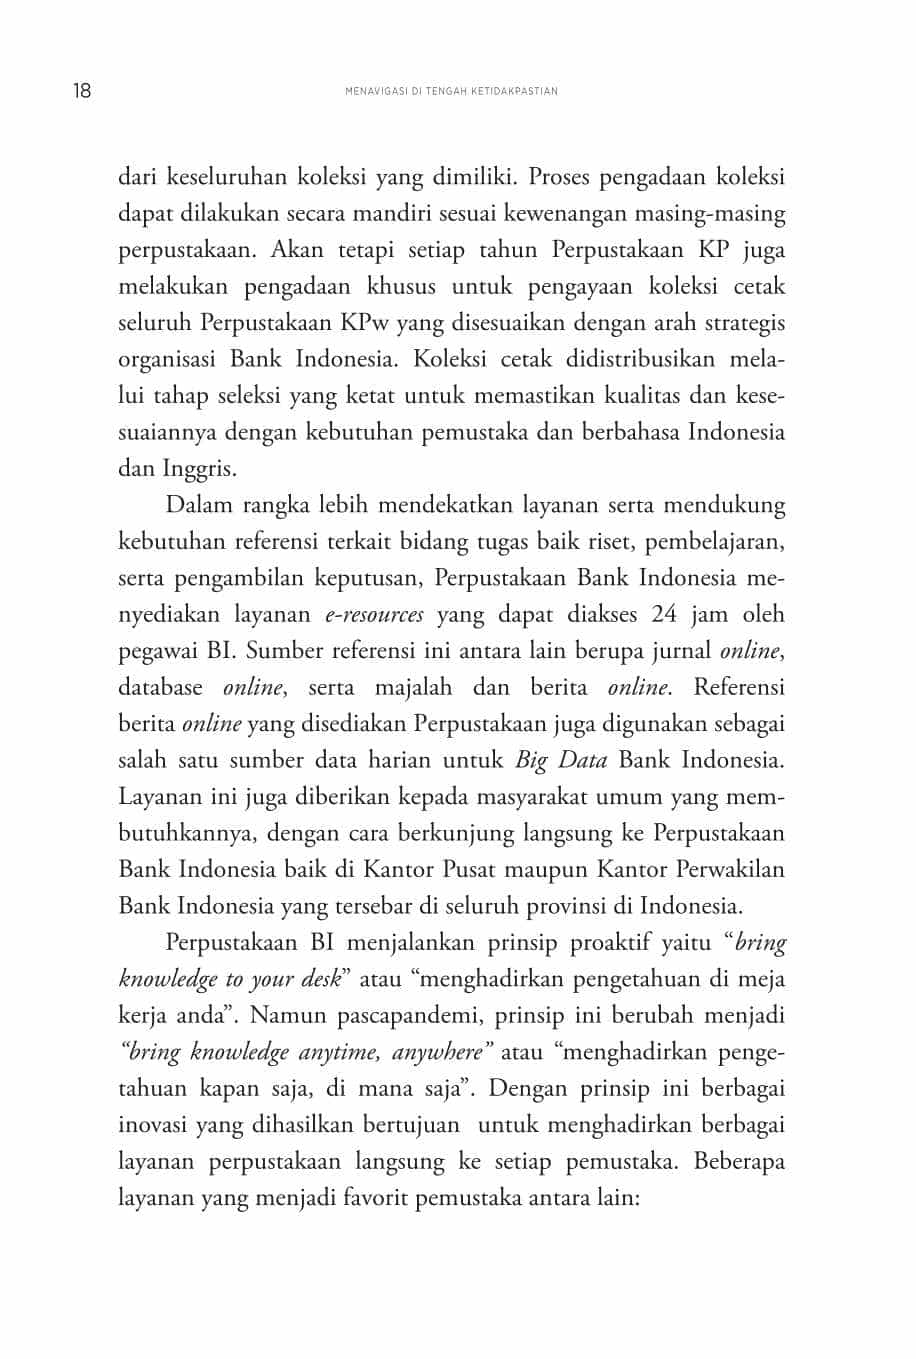 18
MENAVIGASI DI TENGAH KETIDAKPASTIAN
dari keseluruhan koleksi yang dimiliki. Proses pengadaan koleksi
dapat dilakukan secara mandiri sesuai kewenangan masing-masing
perpustakaan. Akan tetapi setiap tahun Perpustakaan KP juga
melakukan pengadaan khusus untuk pengayaan koleksi cetak
seluruh Perpustakaan KPw yang disesuaikan dengan arah strategis
organisasi Bank Indonesia. Koleksi cetak didistribusikan mela-
lui tahap seleksi yang ketat untuk memastikan kualitas dan kese-
suaiannya dengan kebutuhan pemustaka dan berbahasa Indonesia
dan Inggris.
Dalam rangka lebih mendekatkan layanan serta mendukung
kebutuhan referensi terkait bidang tugas baik riset, pembelajaran,
serta pengambilan keputusan, Perpustakaan Bank Indonesia me-
nyediakan layanan e-resources yang dapat diakses 24 jam oleh
pegawai BI. Sumber referensi ini antara lain berupa jurnal online,
database online, serta majalah dan berita online. Referensi
berita online yang disediakan Perpustakaan juga digunakan sebagai
salah satu sumber data harian untuk Big Data Bank Indonesia.
Layanan ini juga diberikan kepada masyarakat umum yang mem-
butuhkannya, dengan cara berkunjung langsung ke Perpustakaan
Bank Indonesia baik di Kantor Pusat maupun Kantor Perwakilan
Bank Indonesia yang tersebar di seluruh provinsi di Indonesia.
Perpustakaan BI menjalankan prinsip proaktif yaitu “bring
knowledge to your desk” atau “menghadirkan pengetahuan di meja
kerja anda”. Namun pascapandemi, prinsip ini berubah menjadi
“bring knowledge anytime, anywhere” atau “menghadirkan penge-
tahuan kapan saja, di mana saja”. Dengan prinsip ini berbagai
inovasi yang dihasilkan bertujuan  untuk menghadirkan berbagai
layanan perpustakaan langsung ke setiap pemustaka. Beberapa
layanan yang menjadi favorit pemustaka antara lain: